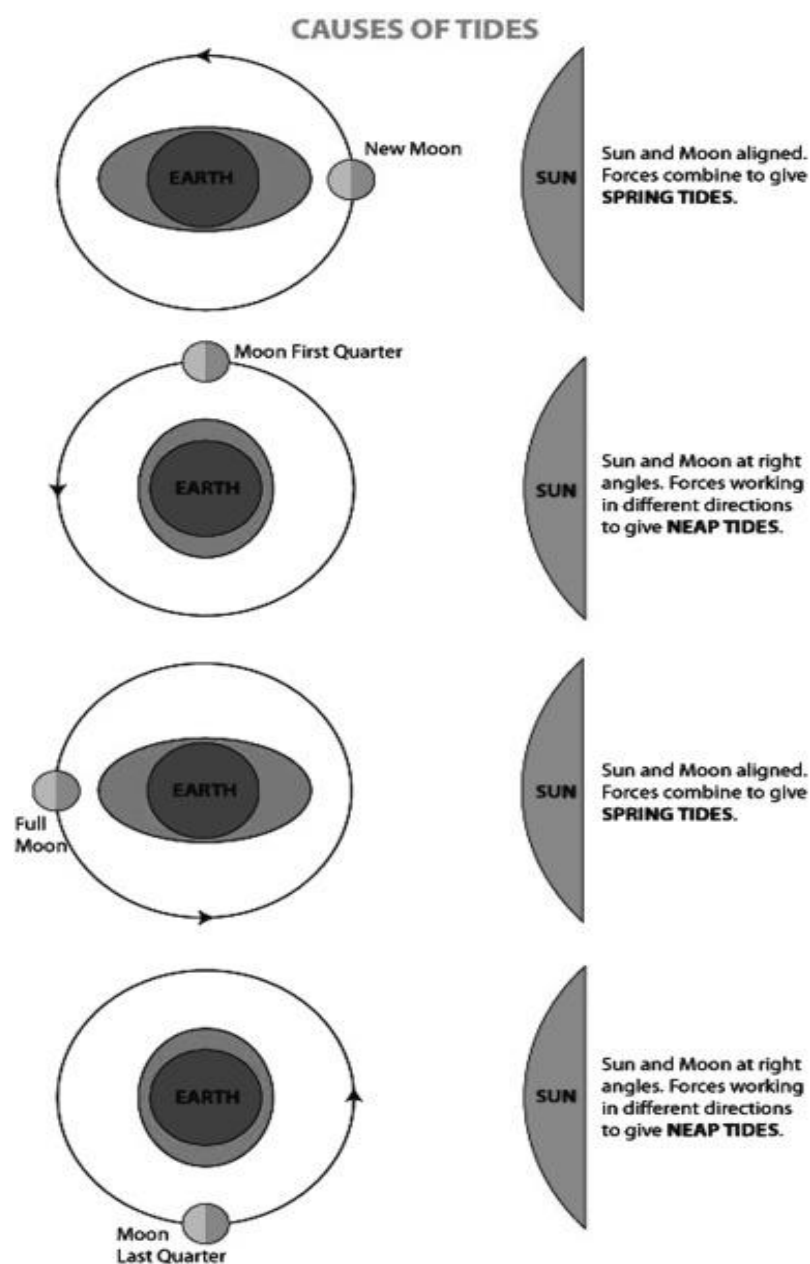 CAUSES OF TIDES
EARTH
New Moon
SUN
Sun and Moon aligned.
Forces combine to give
SPRING TIDES.
Moon First Quarter
EARTH
SUN
Sun and Moon at right
angles. Forces working
in different directions
to give NEAP TIDES.
EARTH
Full
Moon
SUN
Sun and Moon aligned.
Forces combine to give
SPRING TIDES.
EARTH
Moon
Last Quarter
SUN
Sun and Moon at right
angles. Forces working
in different directions
to give NEAP TIDES.